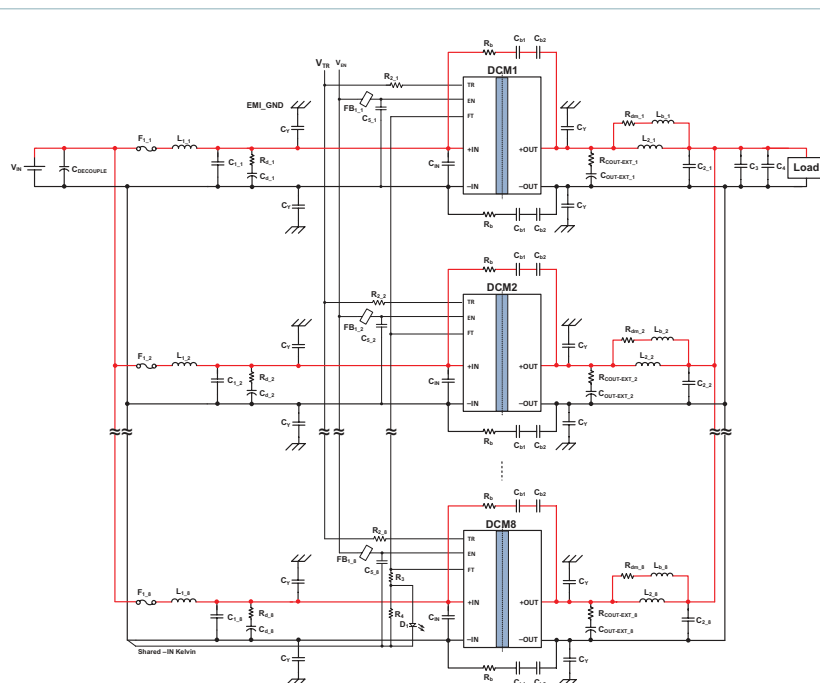 Rb Cb1 Cb2
VTR VEN R2_1 DCM1
TR
EN
FT
FB1_1
C5_1
EMI_GND
CY
CY
Rdm_1 Lb_1
F1_1 L1_1 +IN +OUT L2_1
VIN CDECOUPLE C1_1 Rd_1 Cd_1 CIN RCOUT-EXT_1 COUT-EXT_1 C2_1 C3 C4 Load
–IN –OUT
CY CY
Rb Cb1 Cb2
Rb Cb1 Cb2
DCM2
R2_2 TR
EN
FB1_2
C5_2 FT
CY CY
Rdm_2 Lb_2
F1_2 L1_2 +IN +OUT L2_2
C1_2 Rd_2 Cd_2 CIN RCOUT-EXT_2 COUT-EXT_2 C2_2
–IN –OUT
CY CY
Rb Cb1 Cb2
Rb Cb1 Cb2
DCM8
R2_8 TR
EN
FB1_8
C5_8 FT
R3
CY CY
Rdm_8 Lb_8
F1_8 L1_8 +IN +OUT L2_8
C1_8 Rd_8 Cd_8 R4 D1 CIN RCOUT-EXT_8 COUT-EXT_8 C2_8
–IN –OUT
Shared –IN Kelvin
CY CY
Rb Cb1 Cb2